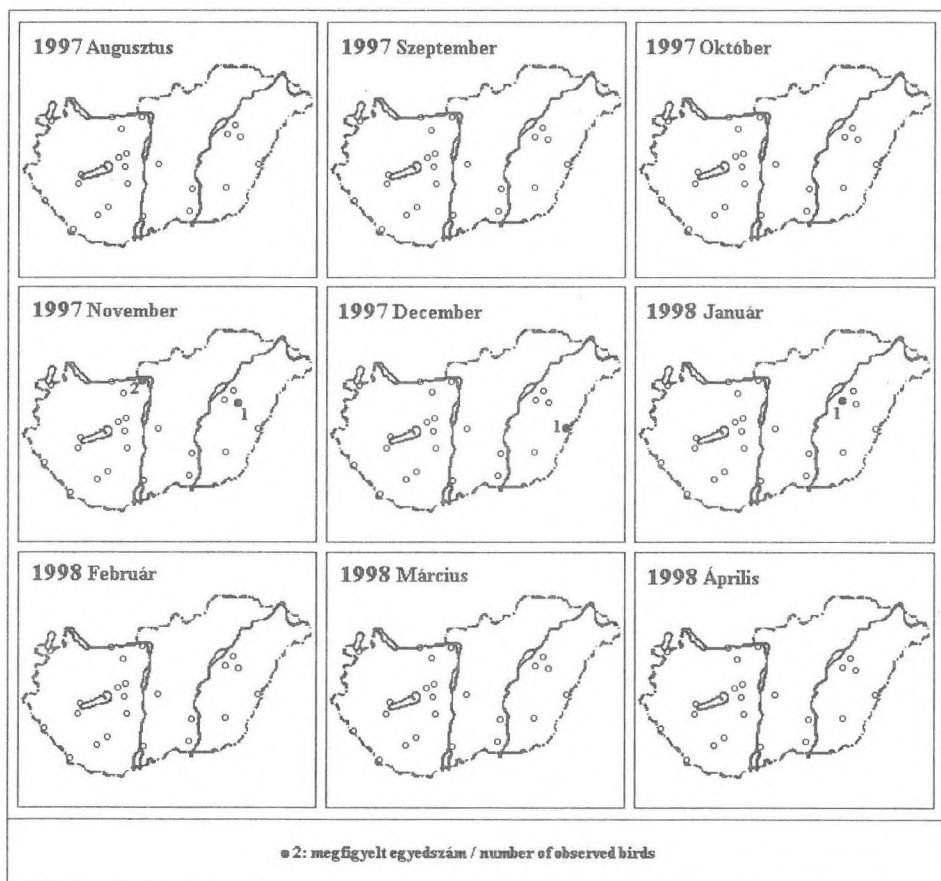 1997 Augusztus
1997 Szeptember
1997 Október
1997 November
2
1
1997 December
1
1998 Január
1
1998 Február
1998 Március
1998 Április
● 2: megfigyelt egyedszám / number of observed birds